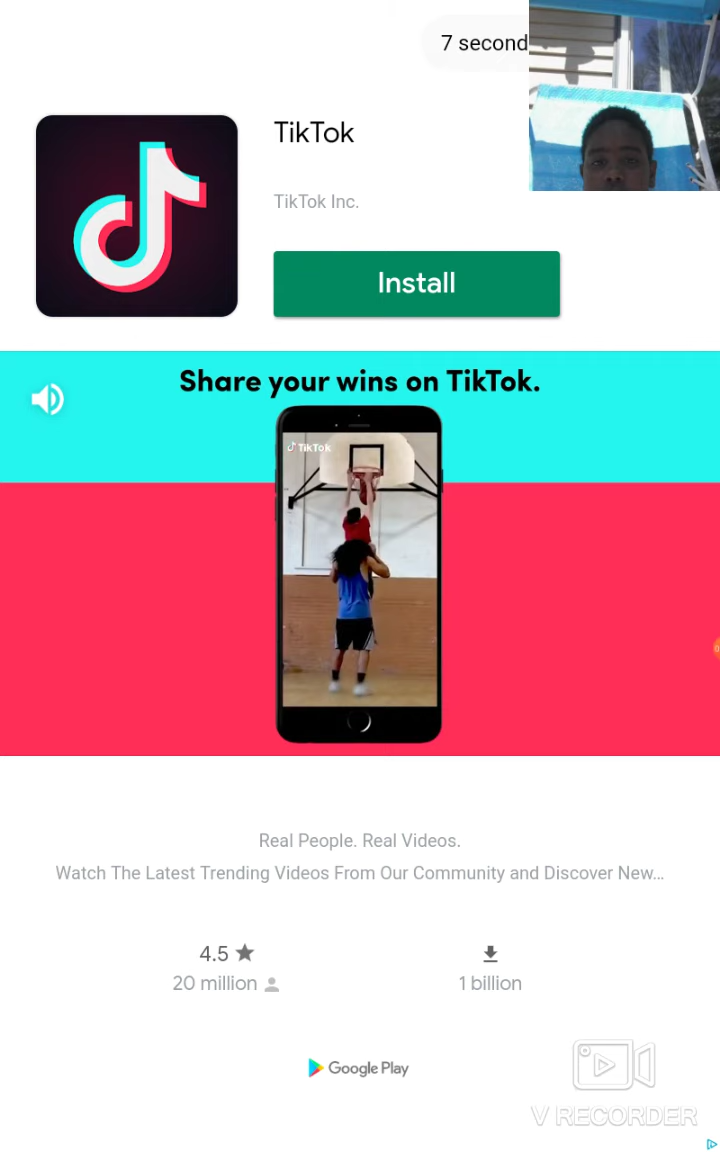 7 second
TikTok
TikTok Inc.
Install
Share your wins on TikTok.
TikTok
Real People. Real Videos.
Watch The Latest Trending Videos From Our Community and Discover New...
4.5
20 million
1 billion
Google Play
V RECORDER